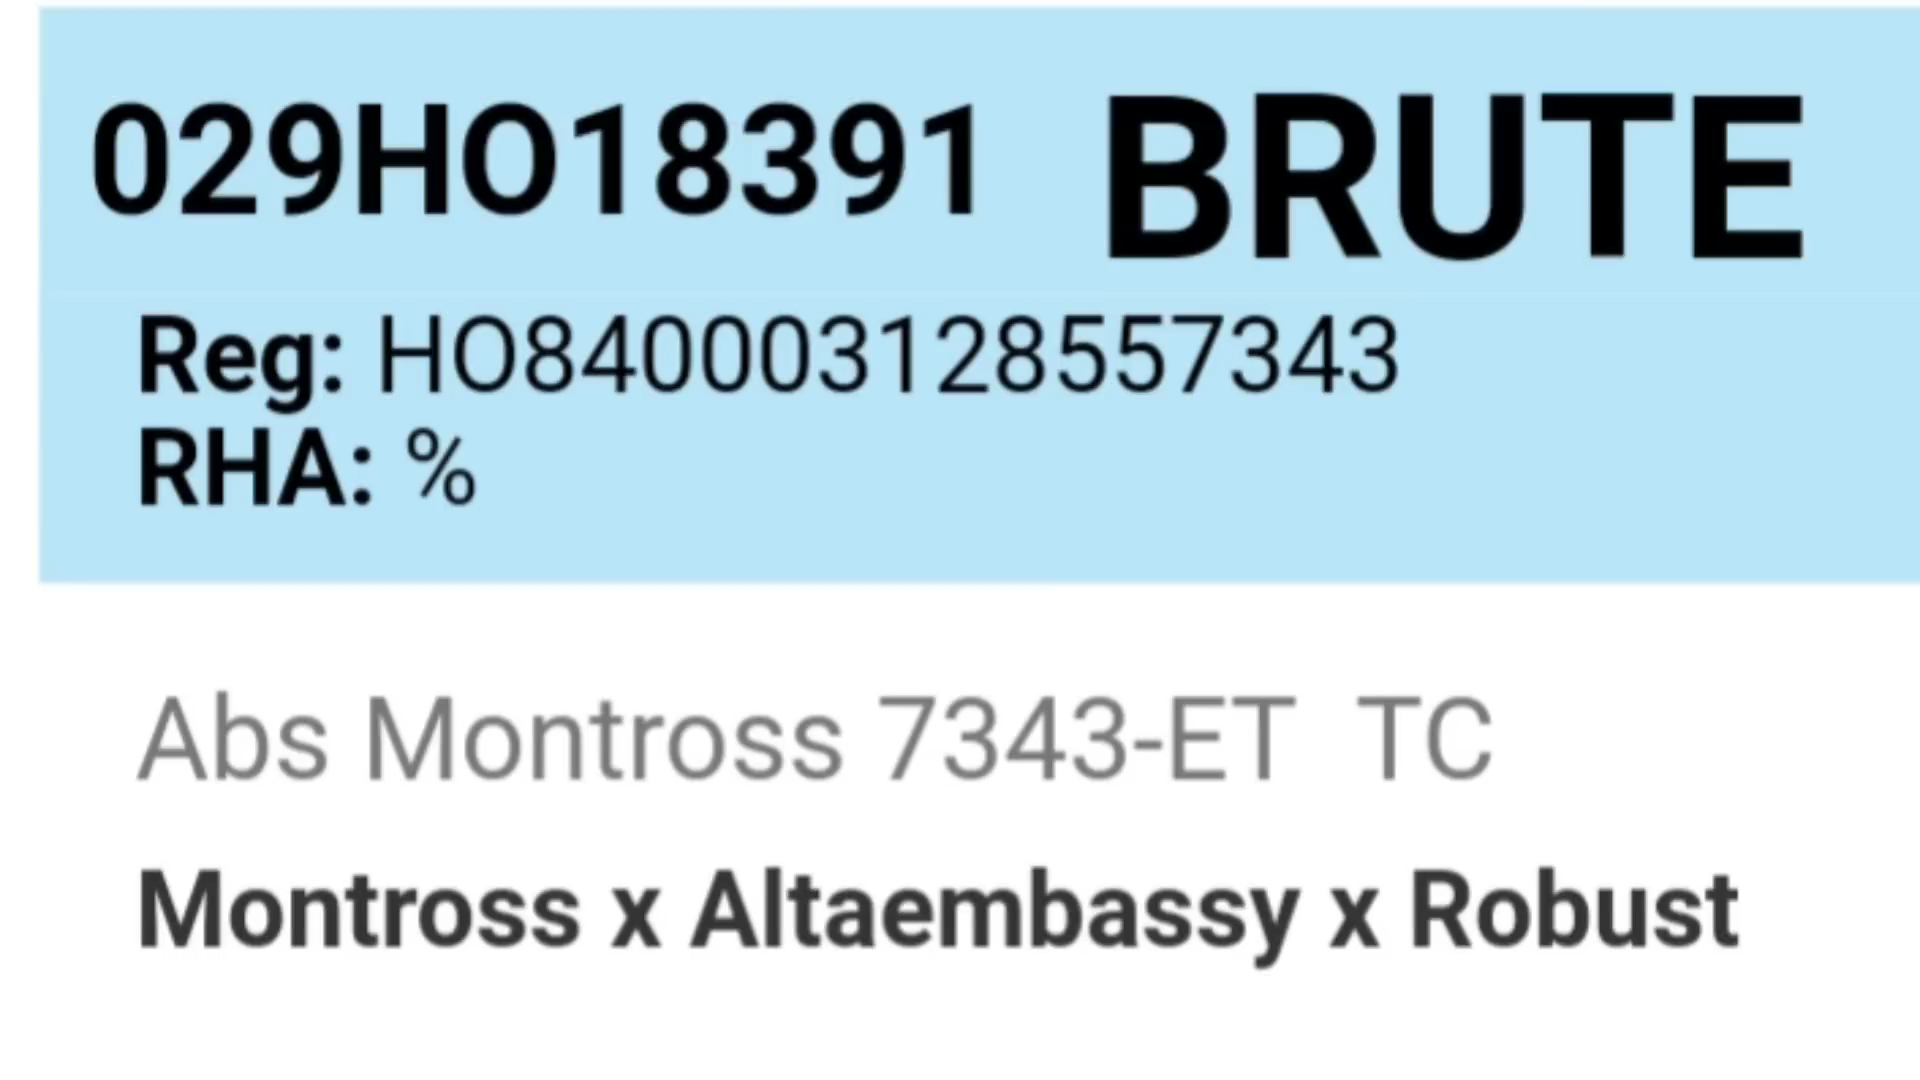 029HO18391 BRUTE
Reg: HO840003128557343
RHA: %
Abs Montross 7343-ET TC
Montross x Altaembassy x Robust